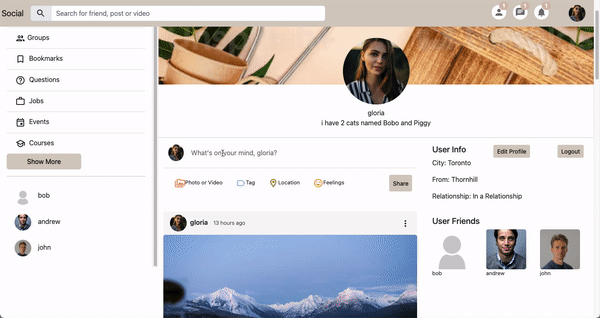 Social
Search for friend, post or video
1
1
1
Groups
Bookmarks
Questions
Jobs
Events
Courses
Show More
bob
andrew
john
gloria
i have 2 cats named Bobo and Piggy
What's on your mind, gloria?
Photo or Video
Tag
Location
Feelings
Share
gloria 13 hours ago
User Info
Edit Profile
Logout
City: Toronto
From: Thornhill
Relationship: In a Relationship
User Friends
bob
andrew
john